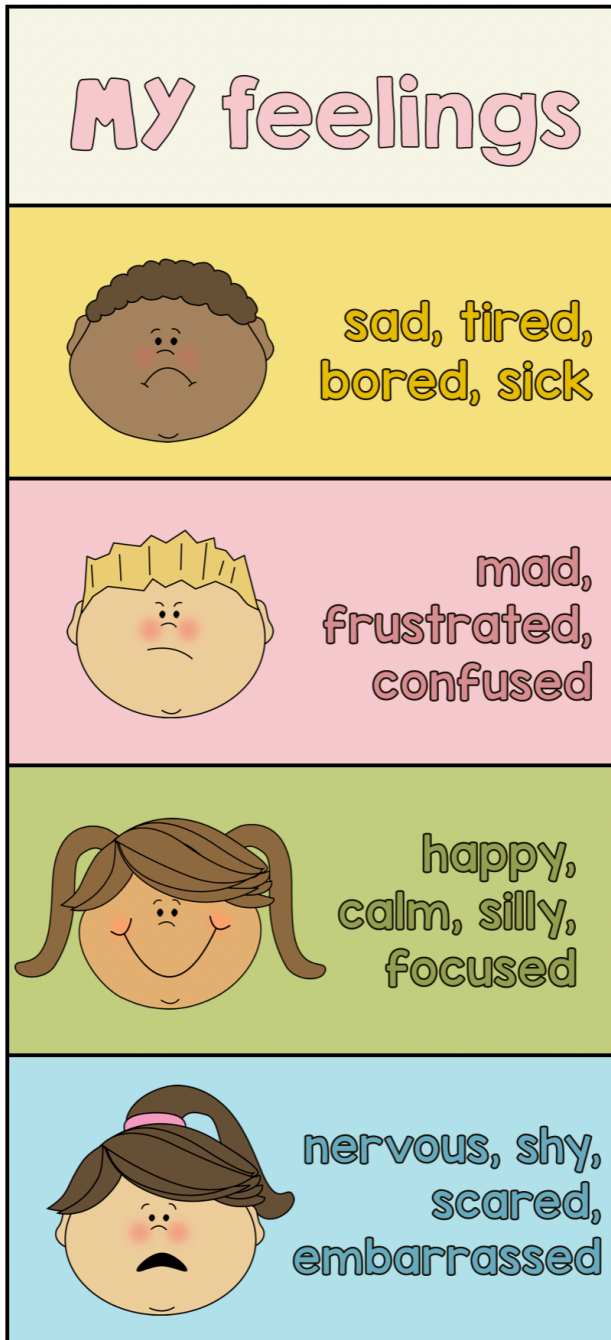 My feelings
sad, tired,
bored, sick
mad,
frustrated,
confused
happy,
calm, silly,
focused
nervous, shy,
scared,
embarrassed